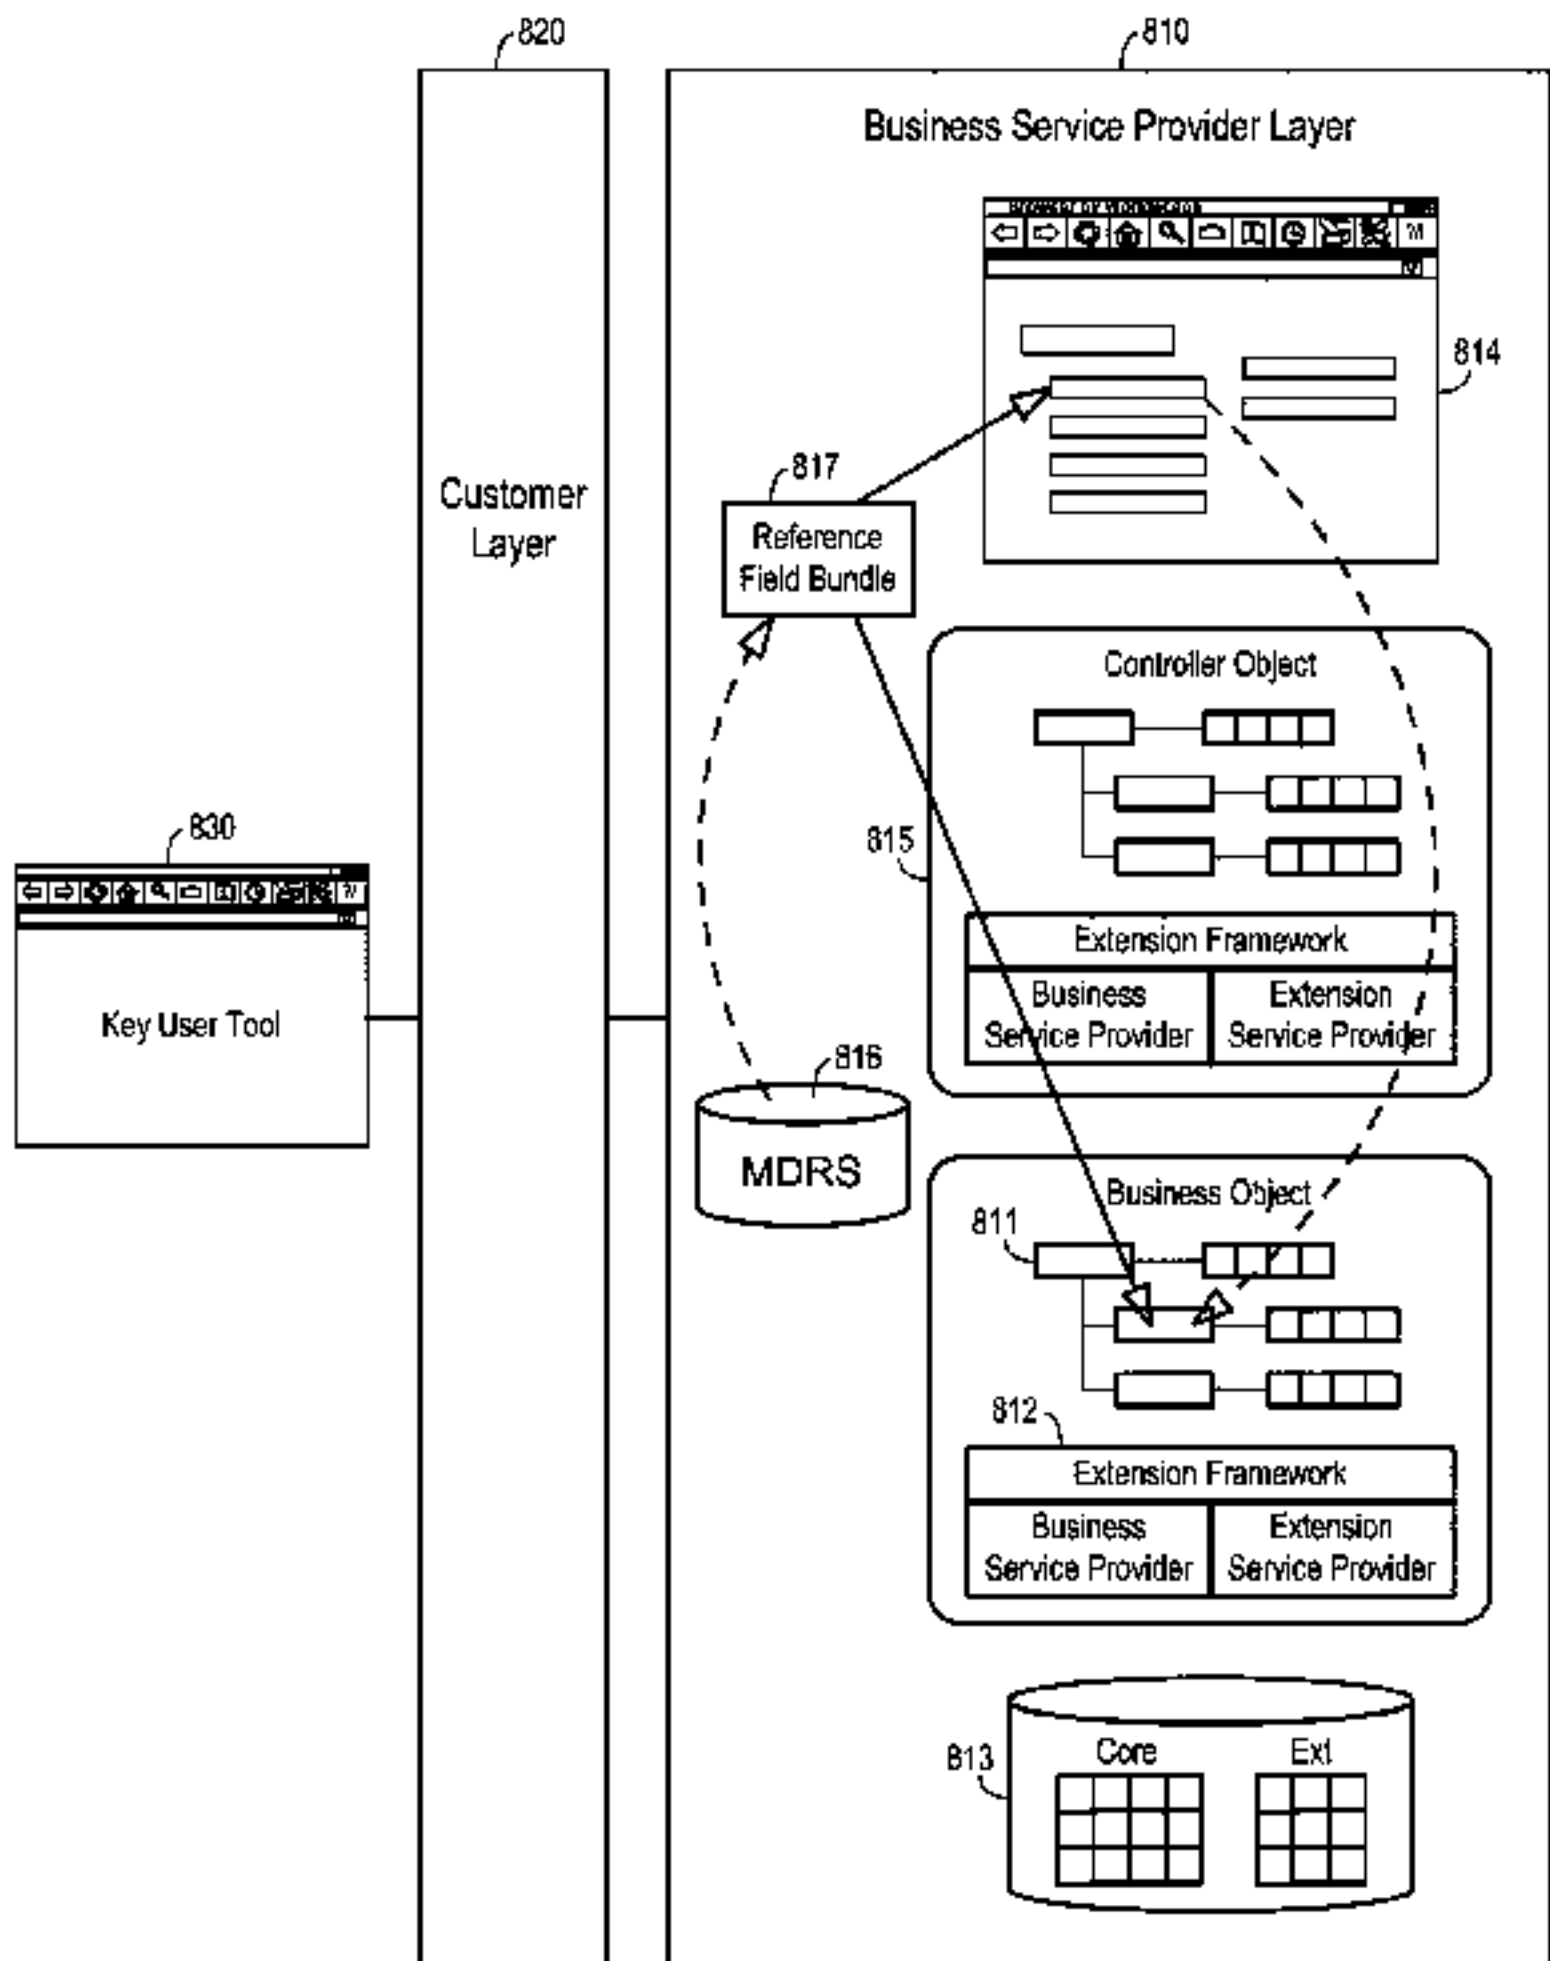 820
810
Business Service Provider Layer
814
817
Customer
Layer
Reference
Field Bundle
Controller Object
830
815
Extension Framework
Business
Service Provider
Extension
Service Provider
Key User Tool
816
MDRS
Business Object
811
812
Extension Framework
Business
Service Provider
Extension
Service Provider
Core
Ext
813